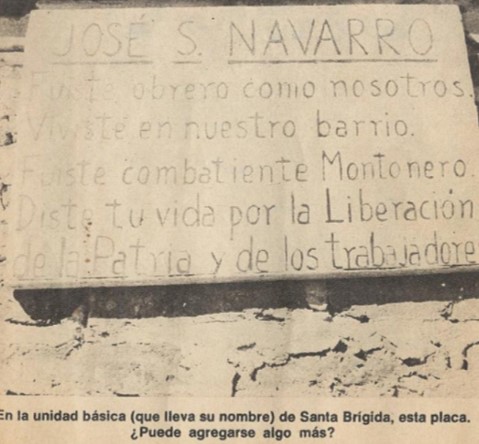 JOSÉ S. NAVARRO
Fuiste obrero como nosotros.
Viviste en nuestro barrio.
Fuiste combatiente Montonero.
Diste tu vida por la Liberación
de la Patria y de los trabajadore
En la unidad básica (que lleva su nombre) de Santa Brígida, esta placa.
¿Puede agregarse algo más?